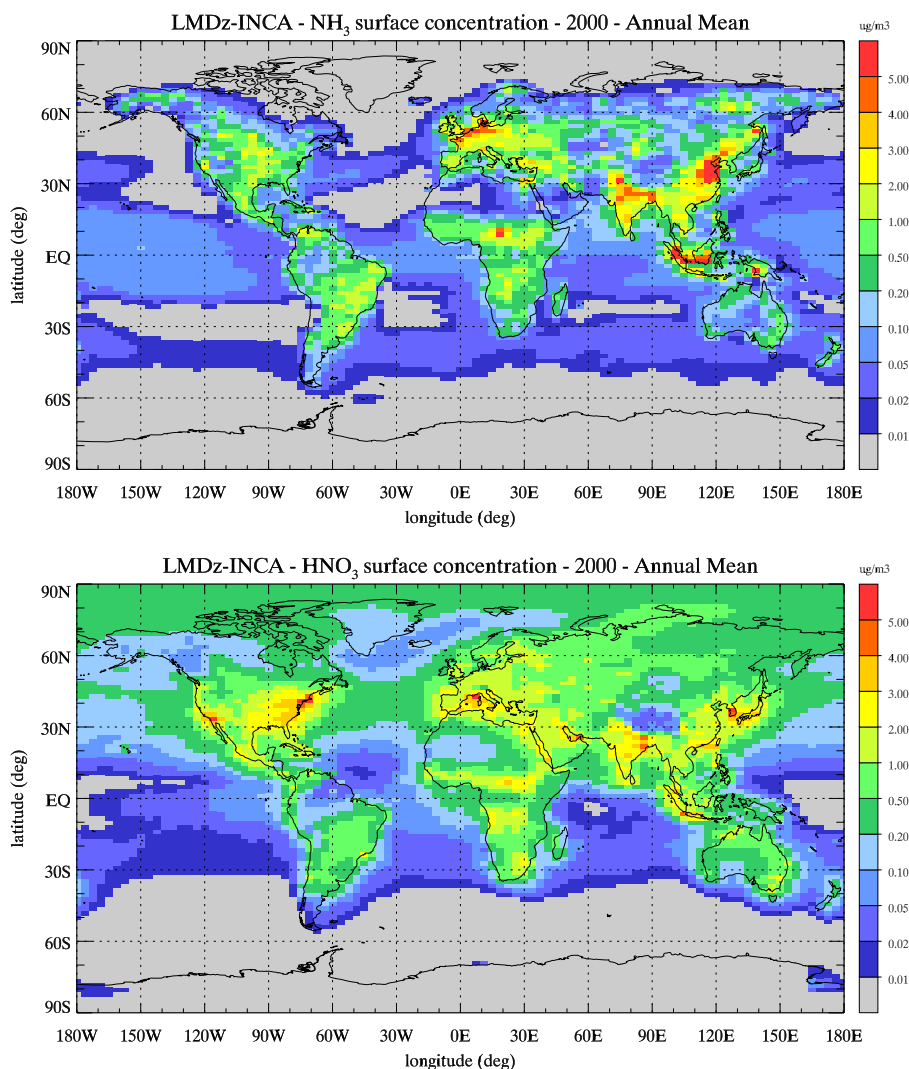 LMDz-INCA - NH₃ surface concentration - 2000 - Annual Mean
ug/m3
90N
60N
30N
EQ
30S
60S
90S
latitude (deg)
5.00
4.00
3.00
2.00
1.00
0.50
0.20
0.10
0.05
0.02
0.01
180W 150W 120W 90W 60W 30W 0E 30E 60E 90E 120E 150E 180E
longitude (deg)
LMDz-INCA - HNO₃ surface concentration - 2000 - Annual Mean
ug/m3
90N
60N
30N
EQ
30S
60S
90S
latitude (deg)
5.00
4.00
3.00
2.00
1.00
0.50
0.20
0.10
0.05
0.02
0.01
180W 150W 120W 90W 60W 30W 0E 30E 60E 90E 120E 150E 180E
longitude (deg)